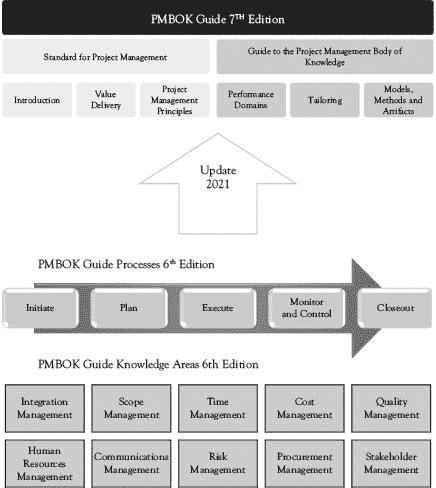 PMBOK Guide 7TH Edition
Standard for Project Management
Guide to the Project Management Body of
Knowledge
Introduction
Value
Delivery
Project
Management
Principles
Performance
Domains
Tailoring
Models,
Methods and
Artifacts
Update
2021
PMBOK Guide Processes 6th Edition
Initiate
Plan
Execute
Monitor
and Control
Closeout
PMBOK Guide Knowledge Areas 6th Edition
Integration
Management
Scope
Management
Time
Management
Cost
Management
Quality
Management
Human
Resources
Management
Communications
Management
Risk
Management
Procurement
Management
Stakeholder
Management